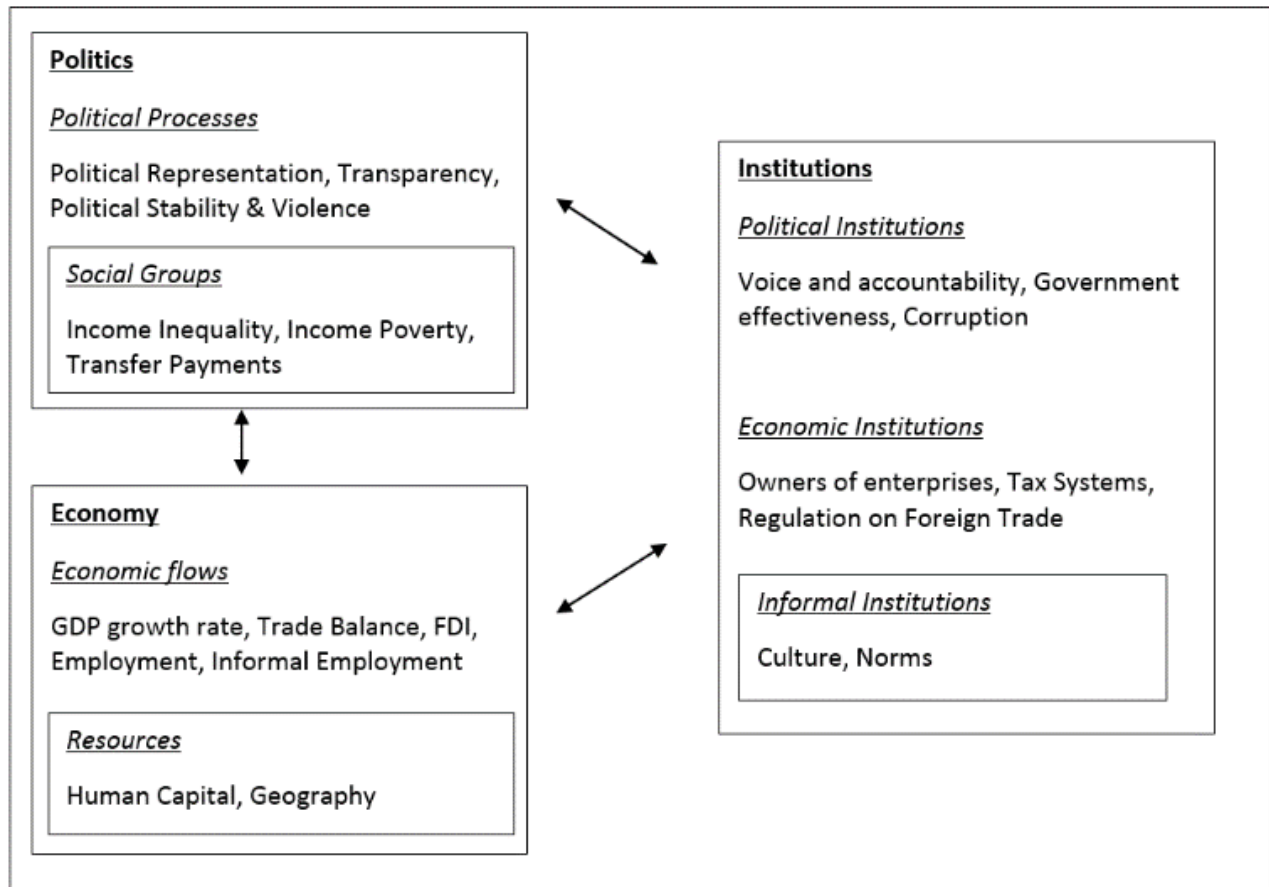 Politics
Political Processes
Political Representation, Transparency,
Political Stability & Violence
Social Groups
Income Inequality, Income Poverty,
Transfer Payments
Economy
Economic flows
GDP growth rate, Trade Balance, FDI,
Employment, Informal Employment
Resources
Human Capital, Geography
Institutions
Political Institutions
Voice and accountability, Government
effectiveness, Corruption
Economic Institutions
Owners of enterprises, Tax Systems,
Regulation on Foreign Trade
Informal Institutions
Culture, Norms